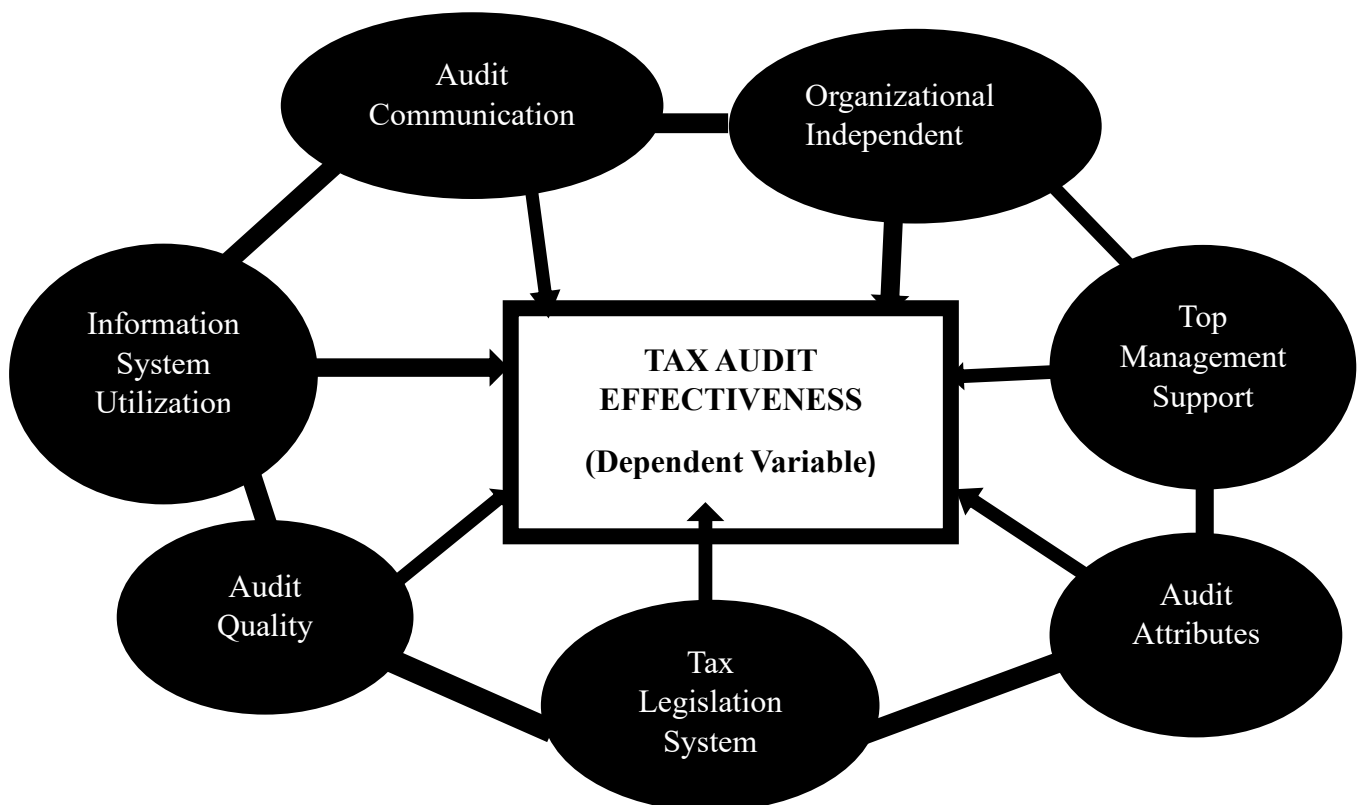 Audit
Communication
Organizational
Independent
Information
System
Utilization
TAX AUDIT
EFFECTIVENESS
(Dependent Variable)
Top
Management
Support
Audit
Quality
Tax
Legislation
System
Audit
Attributes